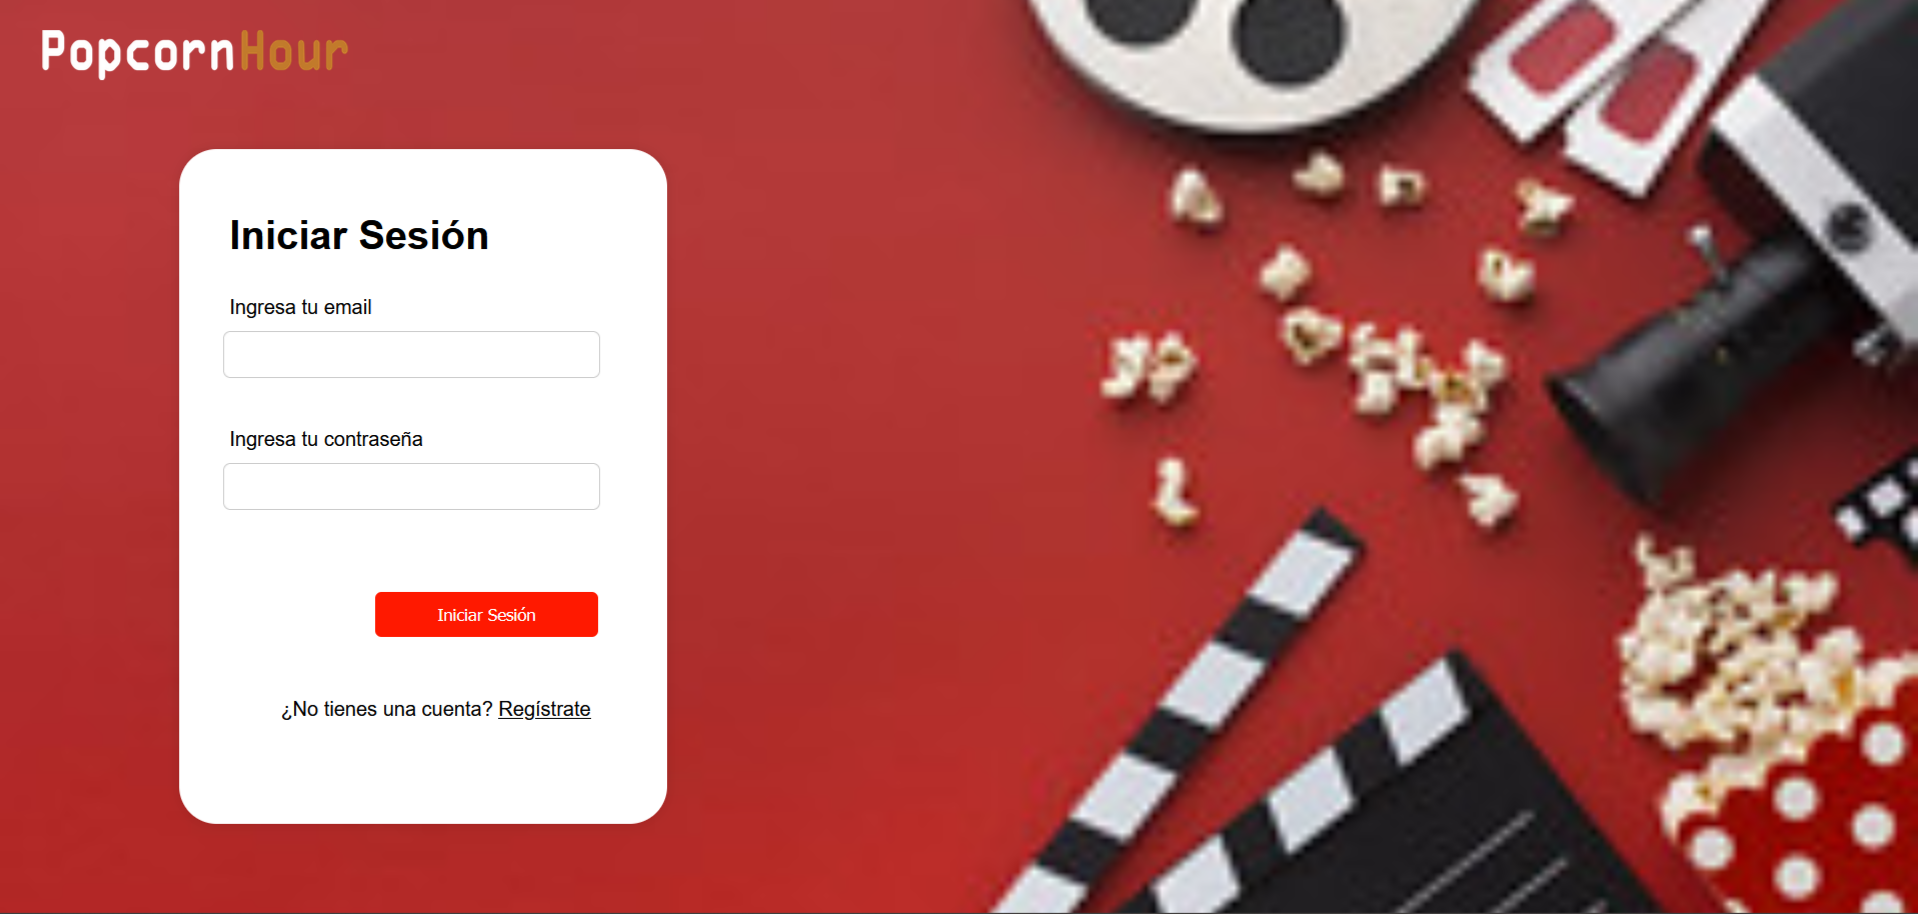 PopcornHour
Iniciar Sesión
Ingresa tu email
Ingresa tu contraseña
Iniciar Sesión
¿No tienes una cuenta? Regístrate